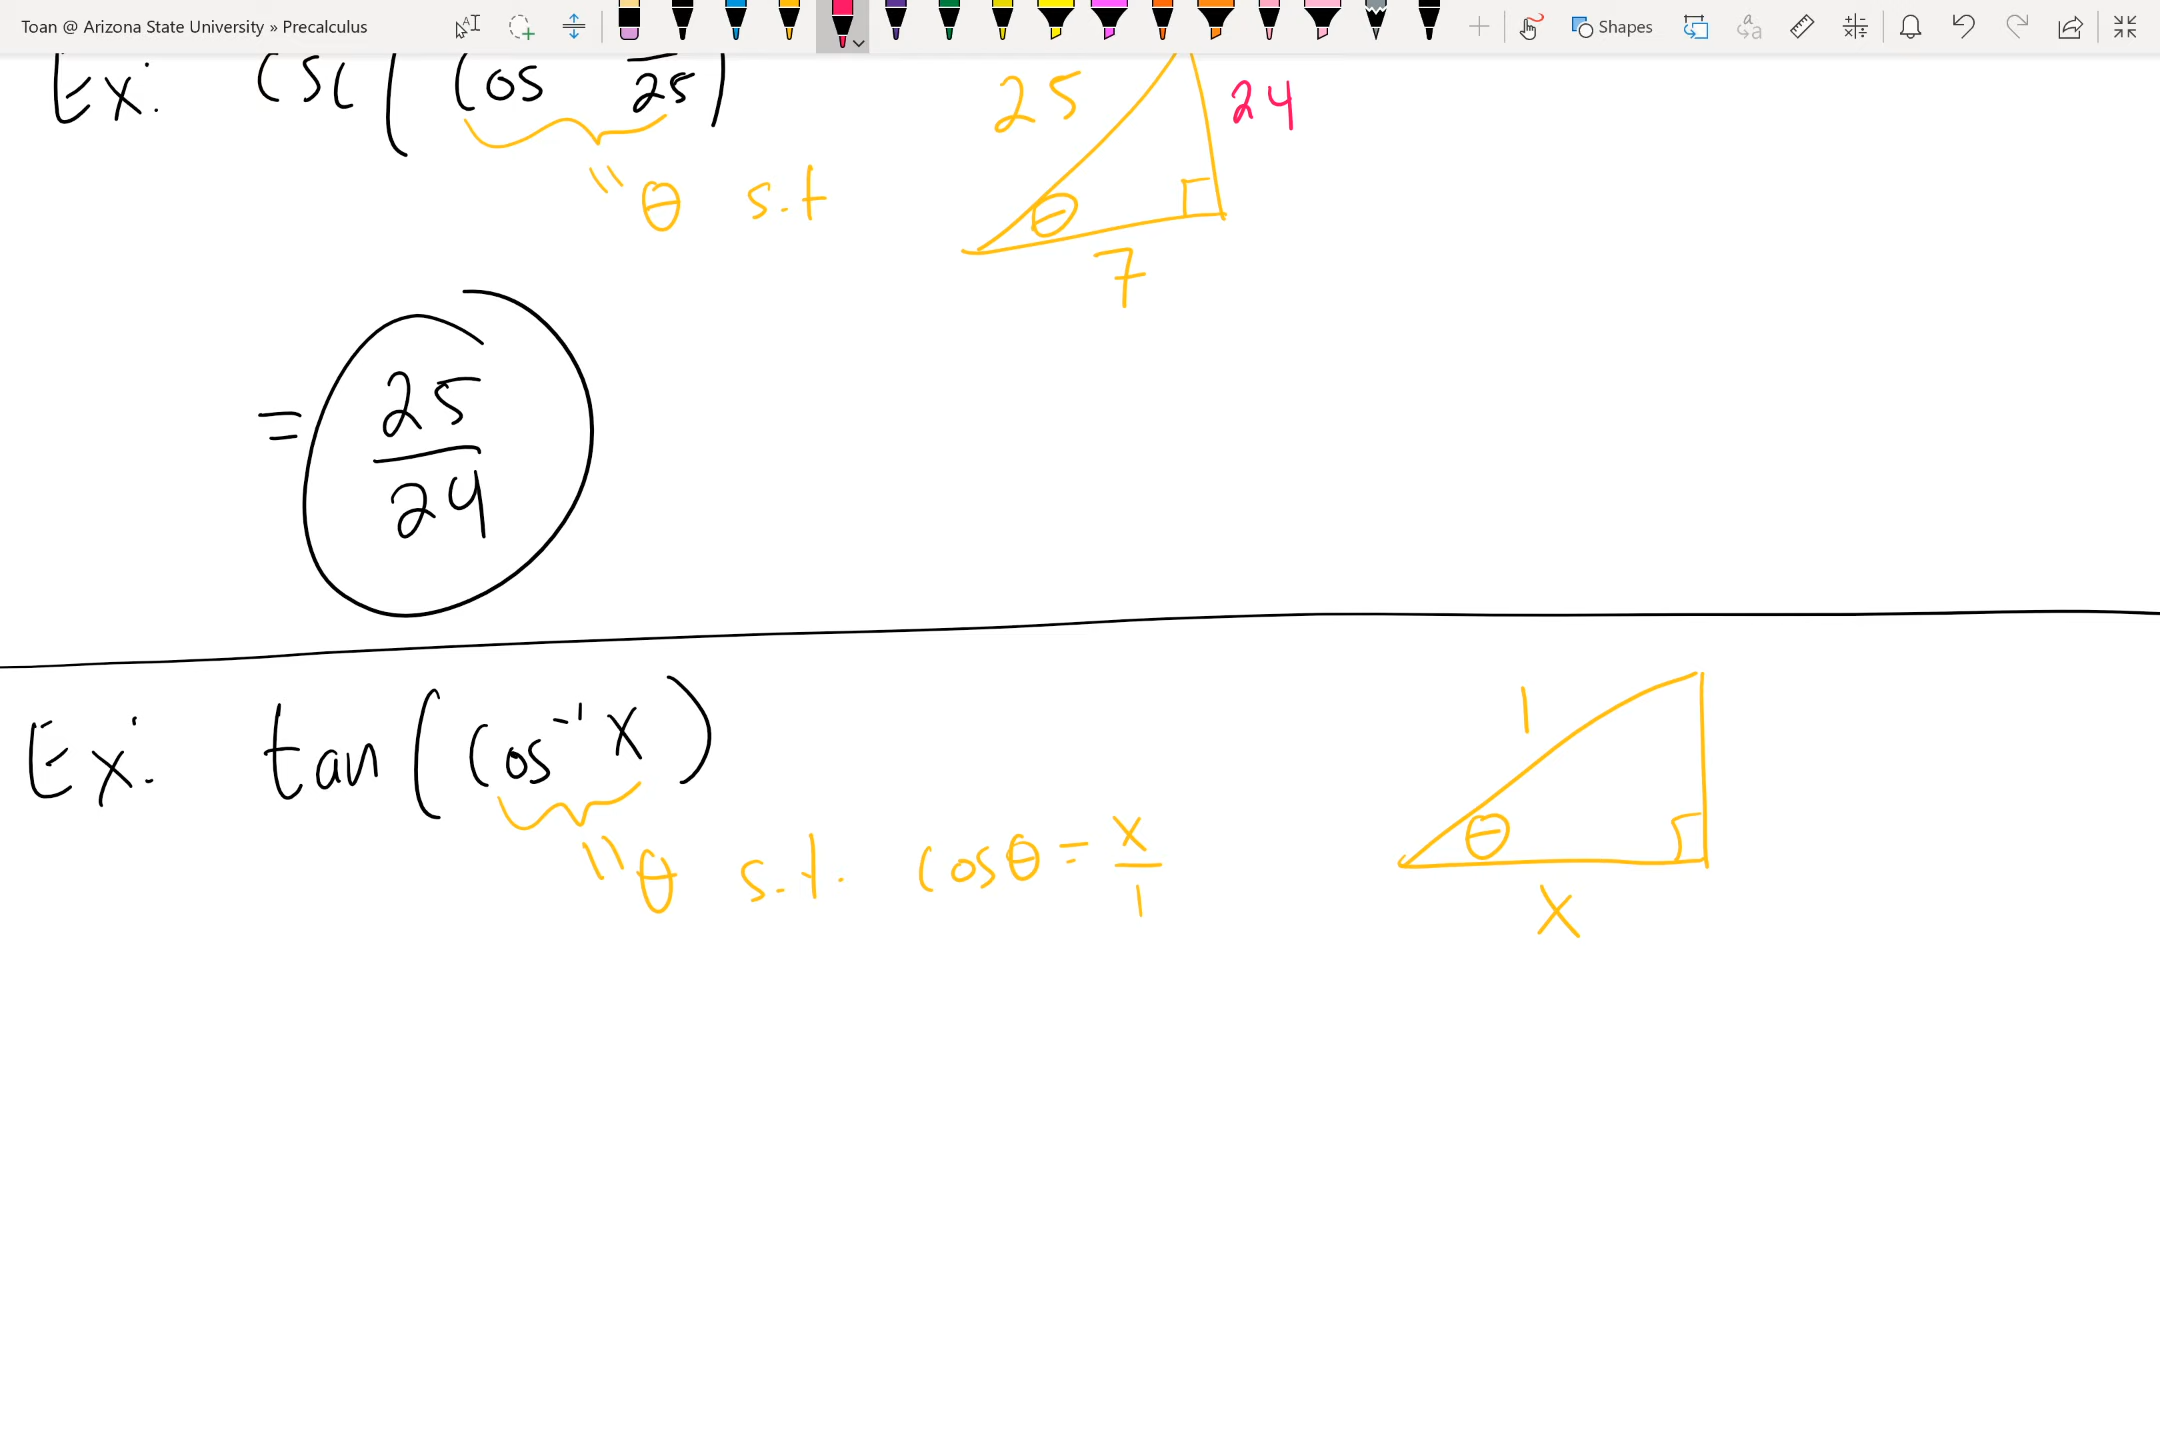 Toan @ Arizona State University » Precalculus
Shapes
Ex: csc(cos 25)
25
24
θ s.t
θ
7
= 25/24
Ex: tan(cos⁻¹ x)
1
θ s.t. cosθ = x/1
θ
x